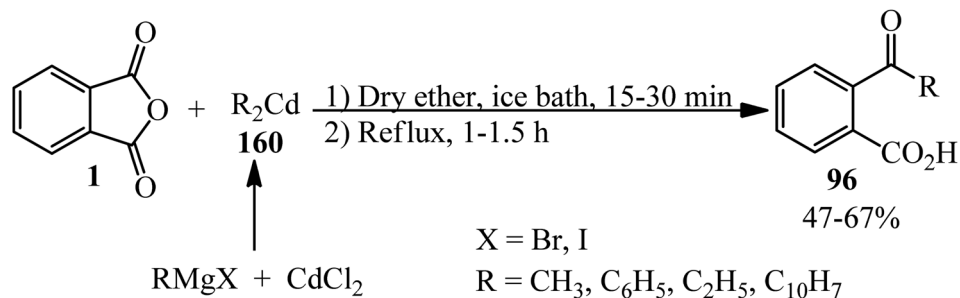 O
O
O
1
+
R₂Cd
160
1) Dry ether, ice bath, 15-30 min
2) Reflux, 1-1.5 h
O
R
CO₂H
96
47-67%
RMgX + CdCl₂
X = Br, I
R = CH₃, C₆H₅, C₂H₅, C₁₀H₇